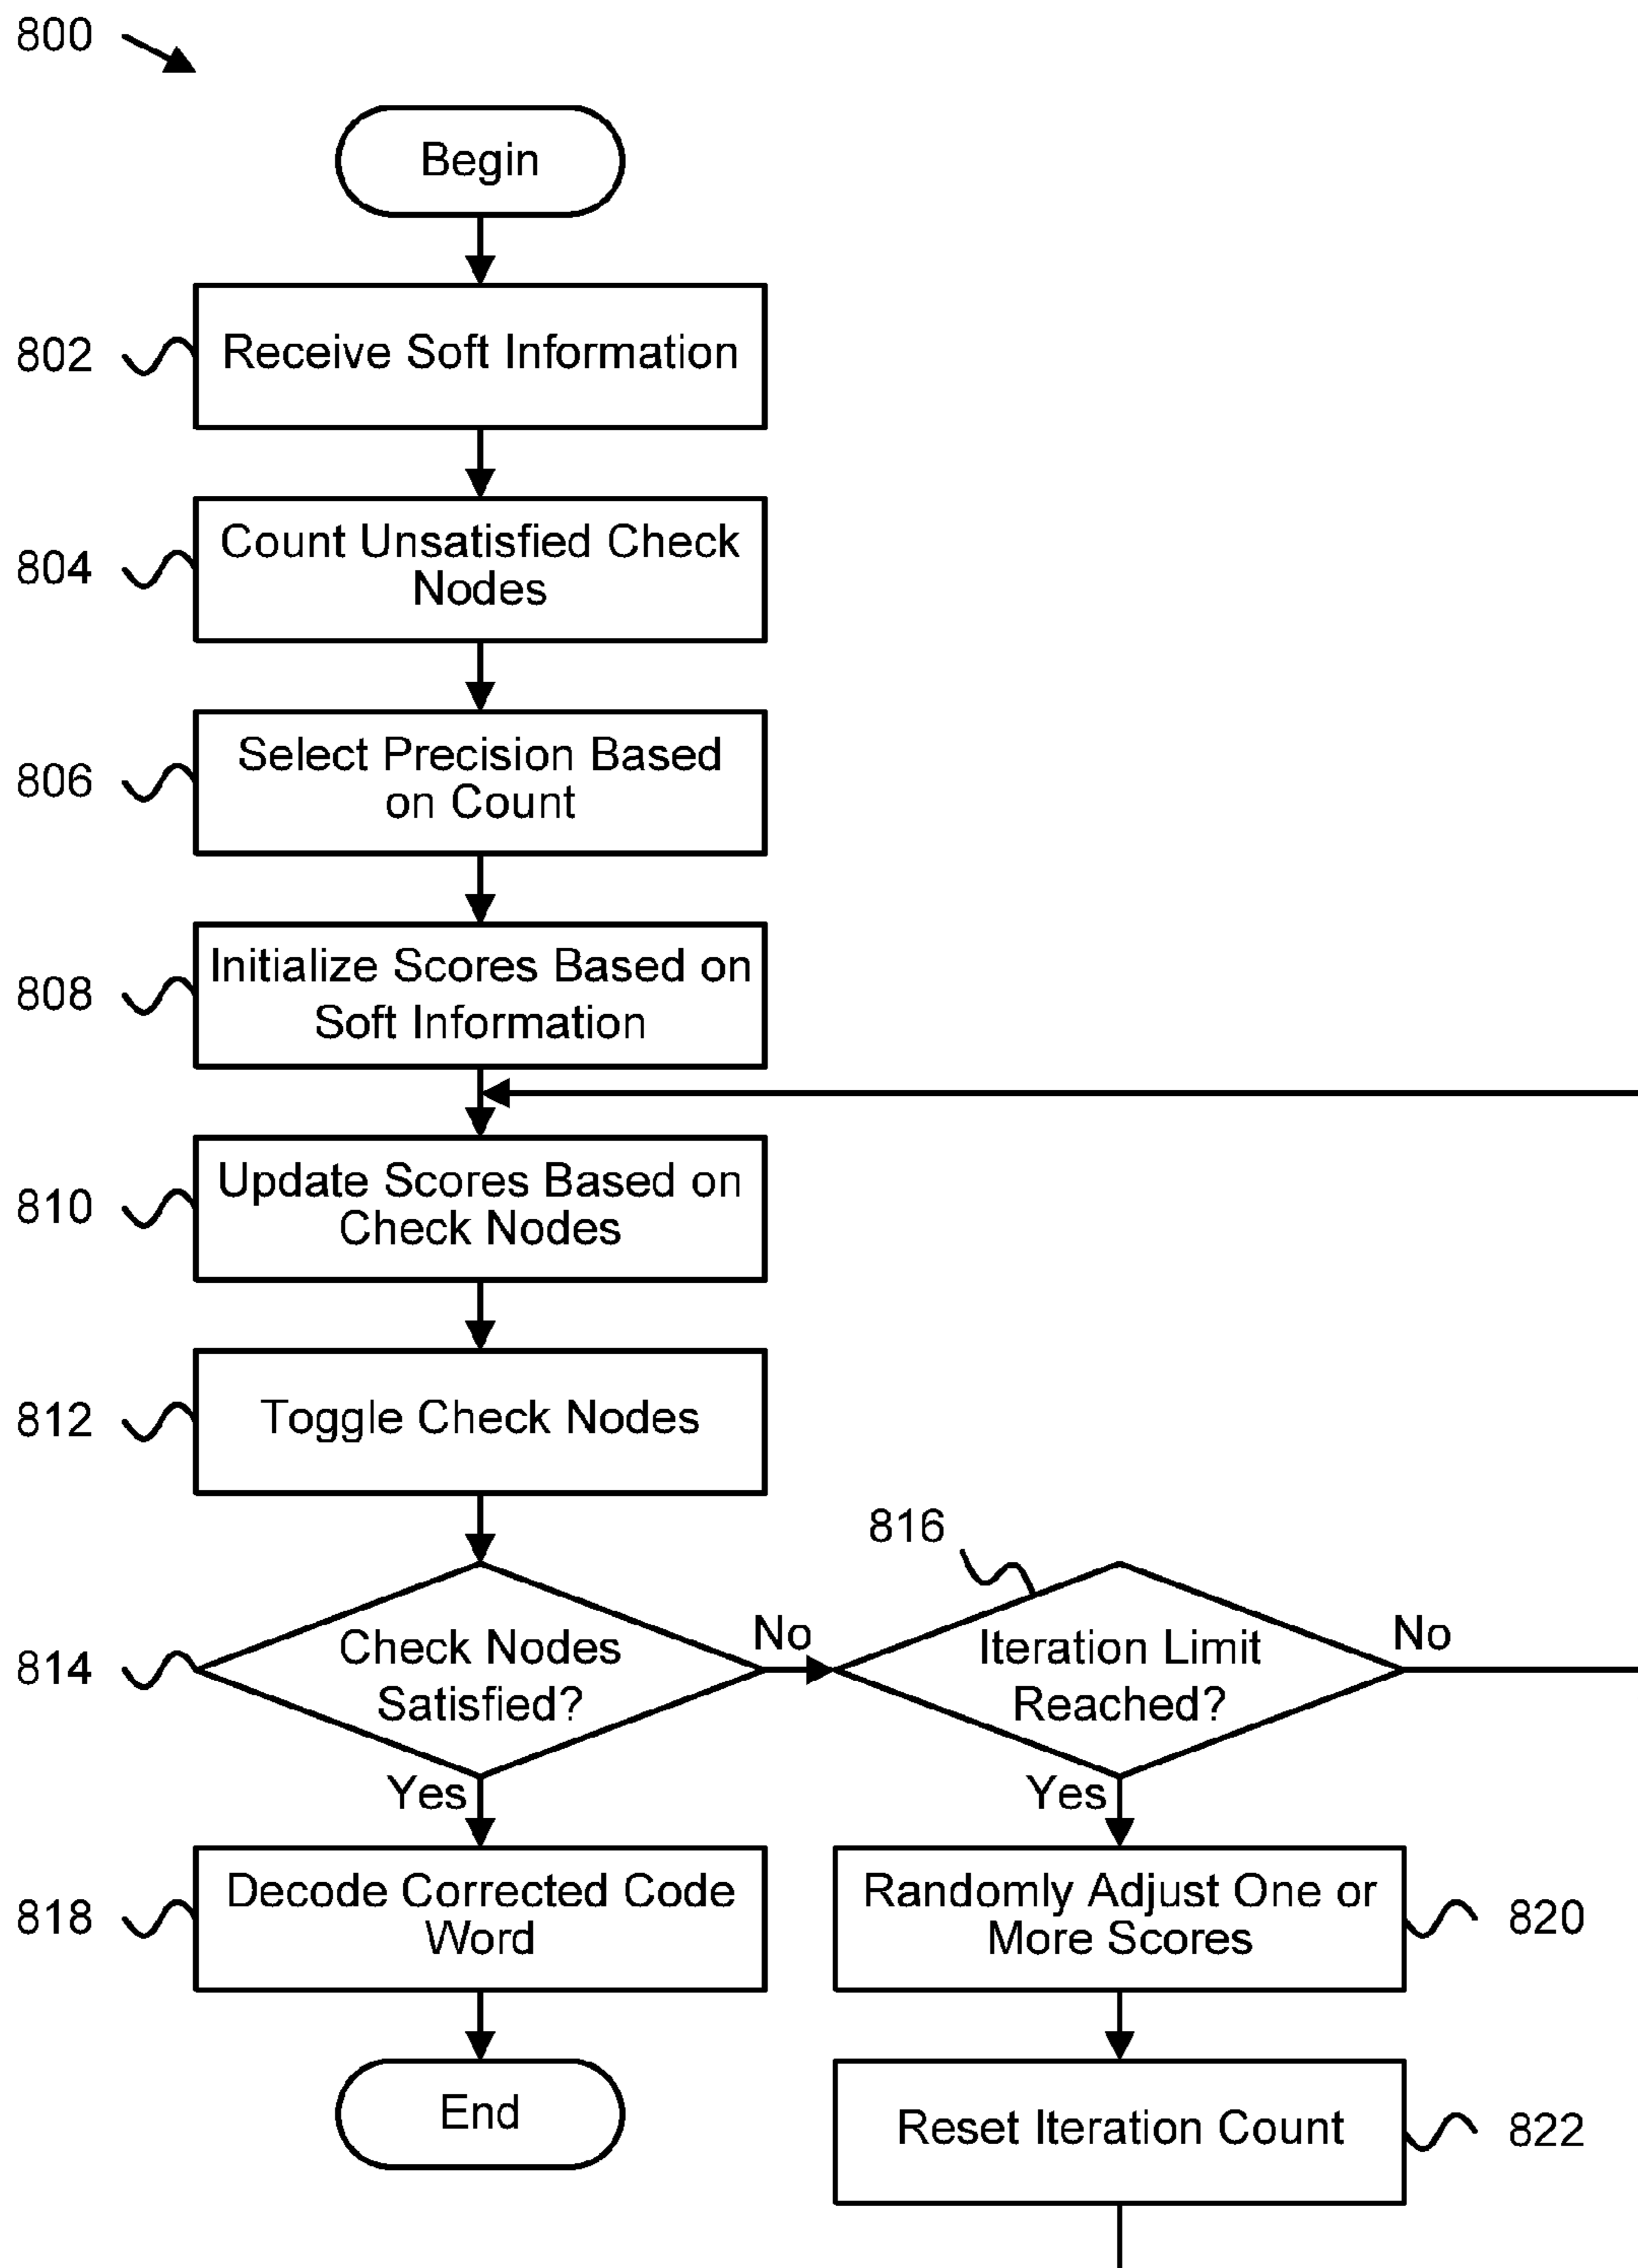 800
Begin
802
Receive Soft Information
804
Count Unsatisfied Check
Nodes
806
Select Precision Based
on Count
808
Initialize Scores Based on
Soft Information
810
Update Scores Based on
Check Nodes
812
Toggle Check Nodes
814
Check Nodes
Satisfied?
No
Yes
816
Iteration Limit
Reached?
No
Yes
818
Decode Corrected Code
Word
820
Randomly Adjust One or
More Scores
End
822
Reset Iteration Count